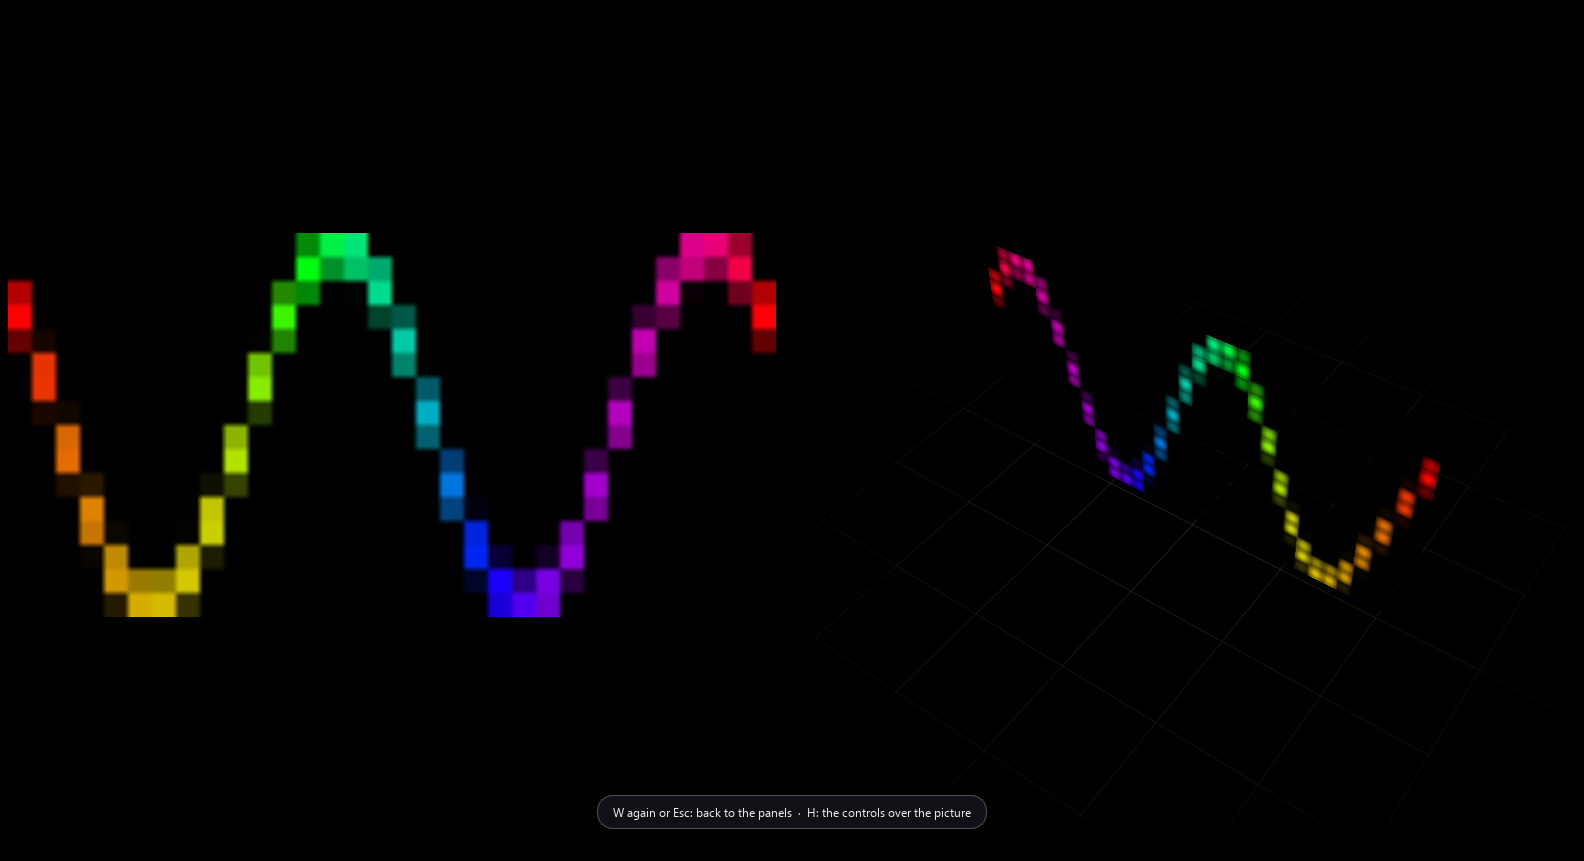 W again or Esc: back to the panels · H: the controls over the picture